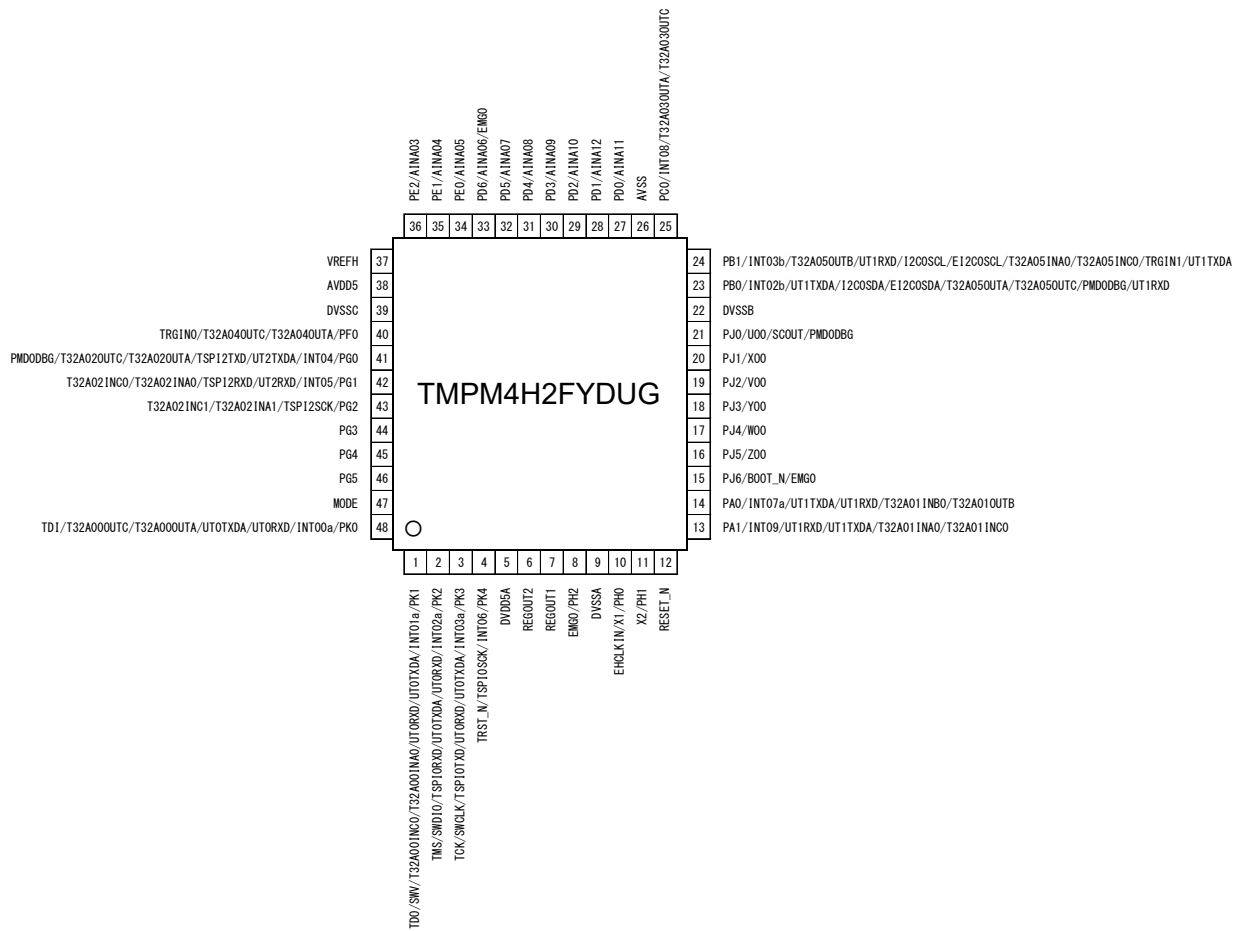 PE2/AINA03
PE1/AINA04
PE0/AINA05
PD6/AINA06/EMG0
PD5/AINA07
PD4/AINA08
PD3/AINA09
PD2/AINA10
PD1/AINA12
PD0/AINA11
AVSS
PC0/INT08/T32A03OUTA/T32A03OUTC
36 35 34 33 32 31 30 29 28 27 26 25
VREFH 37
AVDD5 38
DVSSC 39
TRGIN0/T32A04OUTC/T32A04OUTA/PF0 40
PMD0DBG/T32A02OUTC/T32A02OUTA/TSPI2TXD/UT2TXDA/INT04/PG0 41
T32A02INC0/T32A02INA0/TSPI2RXD/UT2RXD/INT05/PG1 42
T32A02INC1/T32A02INA1/TSPI2SCK/PG2 43
PG3 44
PG4 45
PG5 46
MODE 47
TDI/T32A00OUTC/T32A00OUTA/UT0TXDA/UT0RXD/INT00a/PK0 48
TMPM4H2FYDUG
24 PB1/INT03b/T32A05OUTB/UT1RXD/I2C0SCL/EI2C0SCL/T32A05INA0/T32A05INC0/TRGIN1/UT1TXDA
23 PB0/INT02b/UT1TXDA/I2C0SDA/EI2C0SDA/T32A05OUTA/T32A05OUTC/PMD0DBG/UT1RXD
22 DVSSB
21 PJ0/UO0/SCOUT/PMD0DBG
20 PJ1/XO0
19 PJ2/VO0
18 PJ3/YO0
17 PJ4/WO0
16 PJ5/ZO0
15 PJ6/BOOT_N/EMG0
14 PA0/INT07a/UT1TXDA/UT1RXD/T32A01INB0/T32A01OUTB
13 PA1/INT09/UT1RXD/UT1TXDA/T32A01INA0/T32A01INC0
1 2 3 4 5 6 7 8 9 10 11 12
TDO/SWV/T32A00INC0/T32A00INA0/UT0RXD/UT0TXDA/INT01a/PK1
TMS/SWDIO/TSPI0RXD/UT0TXDA/UT0RXD/INT02a/PK2
TCK/SWCLK/TSPI0TXD/UT0RXD/UT0TXDA/INT03a/PK3
TRST_N/TSPI0SCK/INT06/PK4
DVDD5A
REGOUT2
REGOUT1
EMG0/PH2
DVSSA
EHCLKIN/X1/PH0
X2/PH1
RESET_N